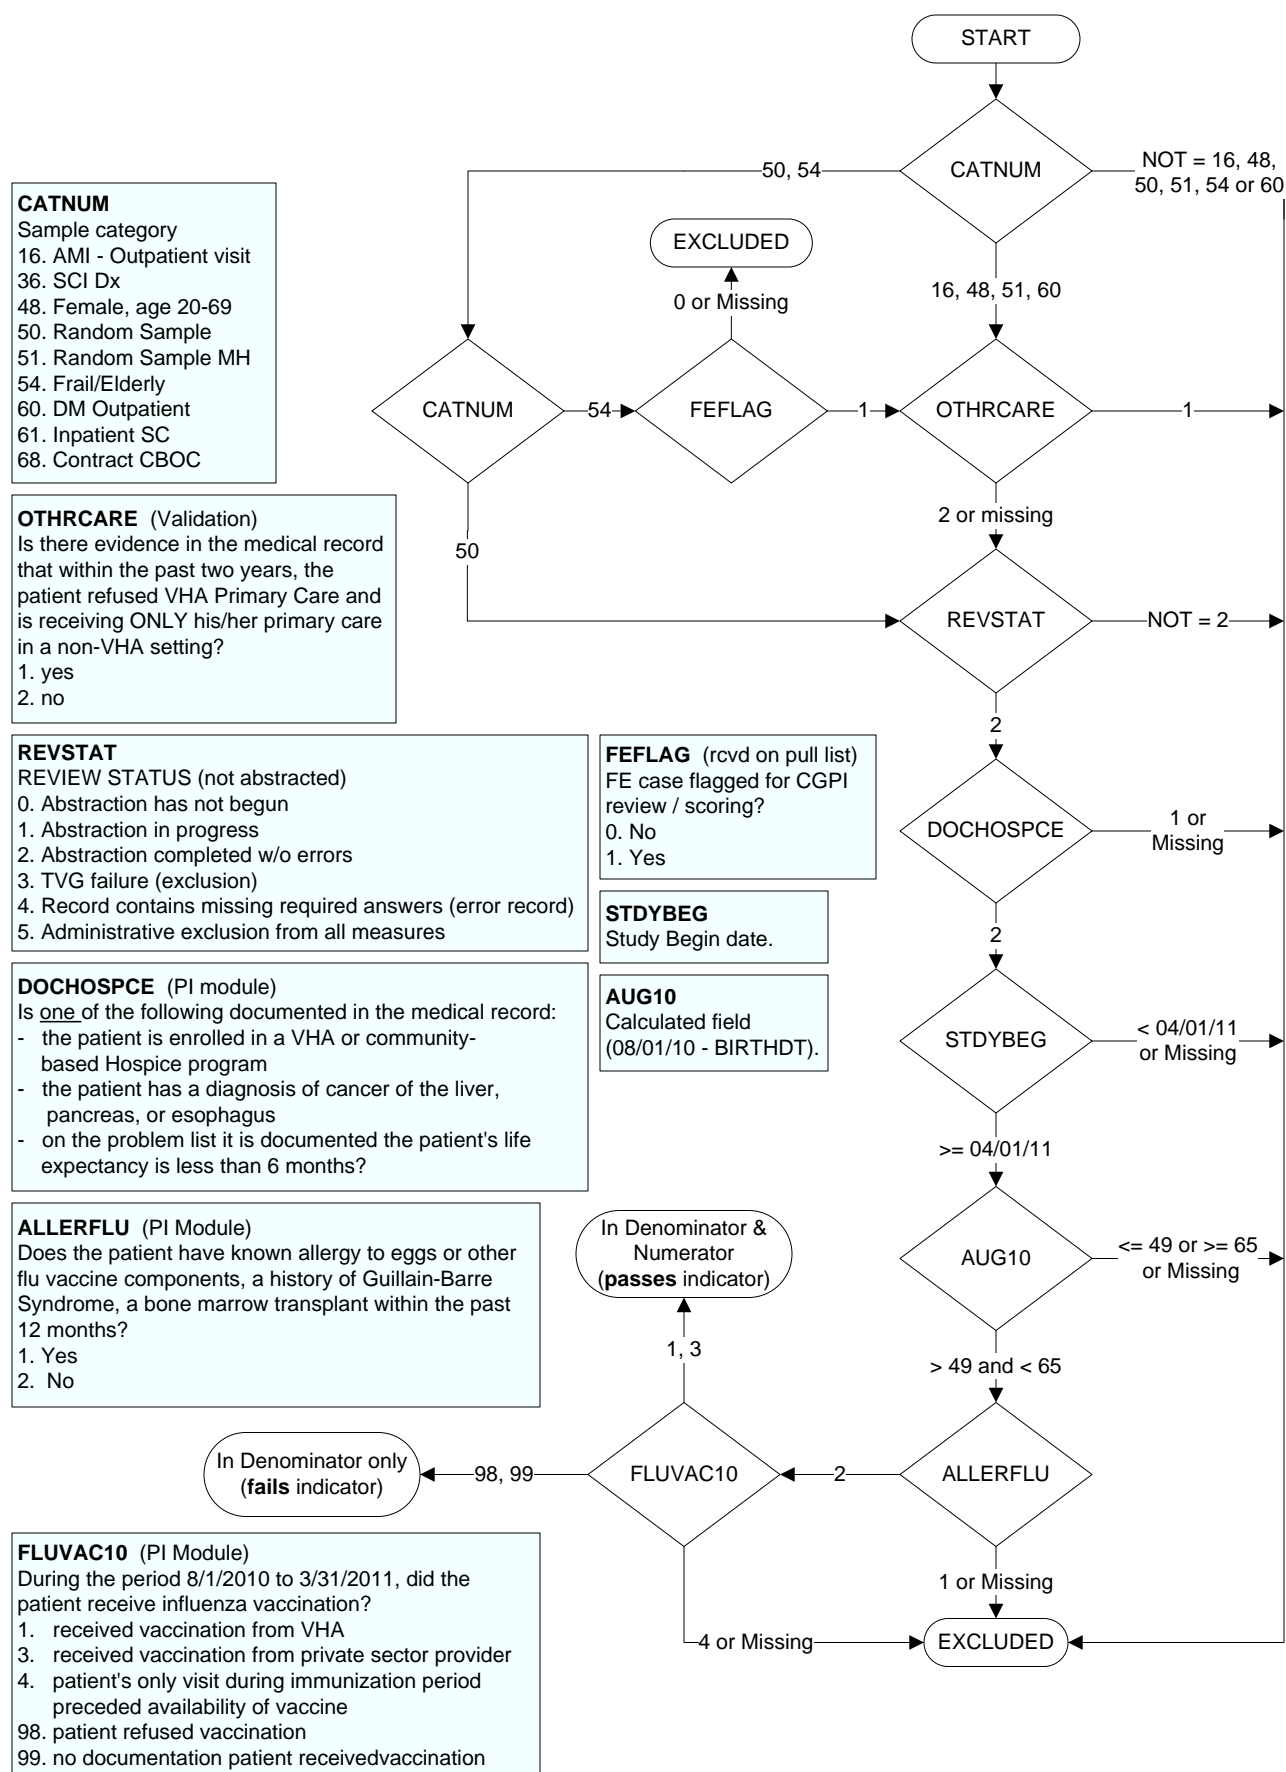 START
CATNUM
50, 54
NOT = 16, 48,
50, 51, 54 or 60
16, 48, 51, 60
EXCLUDED
0 or Missing
CATNUM
54
FEFLAG
1
OTHRCARE
1
2 or missing
50
REVSTAT
NOT = 2
2
DOCHOSPCE
1 or
Missing
2
STDYBEG
< 04/01/11
or Missing
>= 04/01/11
AUG10
<= 49 or >= 65
or Missing
> 49 and < 65
ALLERFLU
2
FLUVAC10
1, 3
In Denominator &
Numerator
(passes indicator)
98, 99
In Denominator only
(fails indicator)
1 or Missing
4 or Missing
EXCLUDED
CATNUM
Sample category
16. AMI - Outpatient visit
36. SCI Dx
48. Female, age 20-69
50. Random Sample
51. Random Sample MH
54. Frail/Elderly
60. DM Outpatient
61. Inpatient SC
68. Contract CBOC
OTHRCARE (Validation)
Is there evidence in the medical record
that within the past two years, the
patient refused VHA Primary Care and
is receiving ONLY his/her primary care
in a non-VHA setting?
1. yes
2. no
REVSTAT
REVIEW STATUS (not abstracted)
0. Abstraction has not begun
1. Abstraction in progress
2. Abstraction completed w/o errors
3. TVG failure (exclusion)
4. Record contains missing required answers (error record)
5. Administrative exclusion from all measures
FEFLAG (rcvd on pull list)
FE case flagged for CGPI
review / scoring?
0. No
1. Yes
STDYBEG
Study Begin date.
AUG10
Calculated field
(08/01/10 - BIRTHDT).
DOCHOSPCE (PI module)
Is one of the following documented in the medical record:
- the patient is enrolled in a VHA or community-
based Hospice program
- the patient has a diagnosis of cancer of the liver,
pancreas, or esophagus
- on the problem list it is documented the patient's life
expectancy is less than 6 months?
ALLERFLU (PI Module)
Does the patient have known allergy to eggs or other
flu vaccine components, a history of Guillain-Barre
Syndrome, a bone marrow transplant within the past
12 months?
1. Yes
2. No
FLUVAC10 (PI Module)
During the period 8/1/2010 to 3/31/2011, did the
patient receive influenza vaccination?
1. received vaccination from VHA
3. received vaccination from private sector provider
4. patient's only visit during immunization period
preceded availability of vaccine
98. patient refused vaccination
99. no documentation patient receivedvaccination